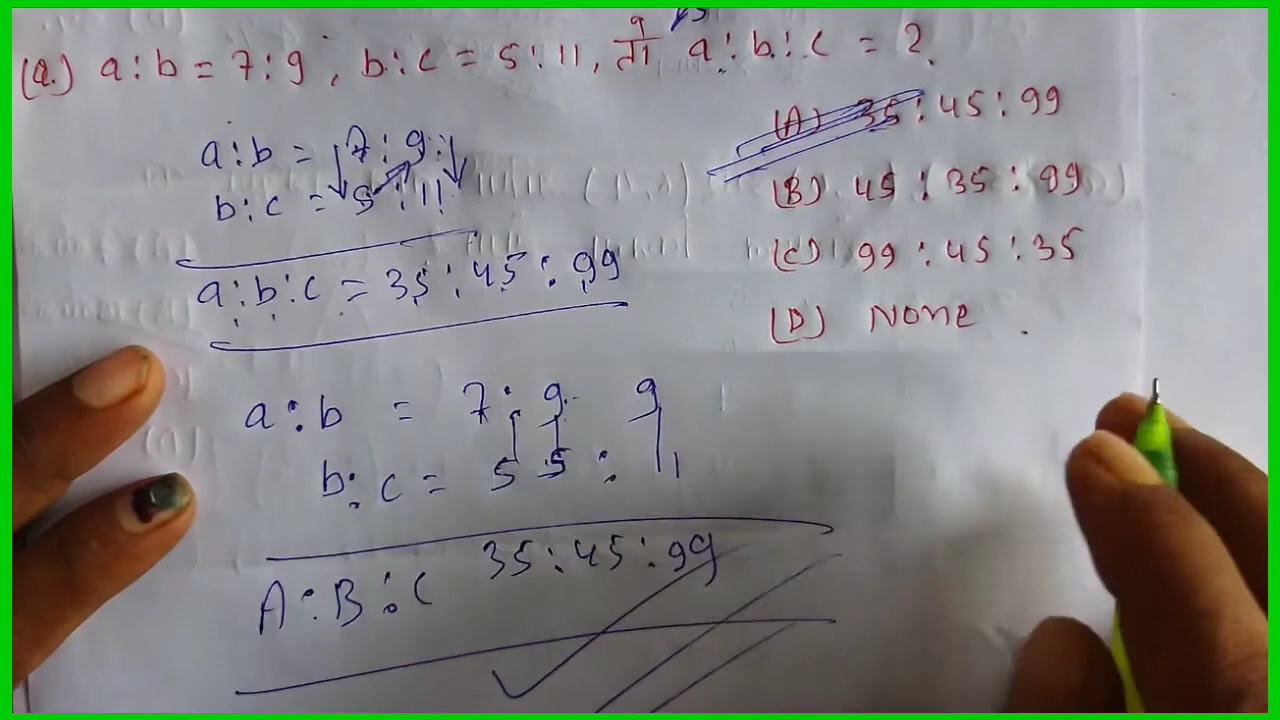 (Q.) a:b = 7:9, b:c = 5:11, a:b:c = ?
(A) 35:45:99
(B) 45:35:99
(C) 99:45:35
(D) None
a:b = 7:9:
b:c = 5:11
a:b:c = 35:45:99
a:b = 7:9 9
b:c = 5 5:11
A:B:C 35:45:99